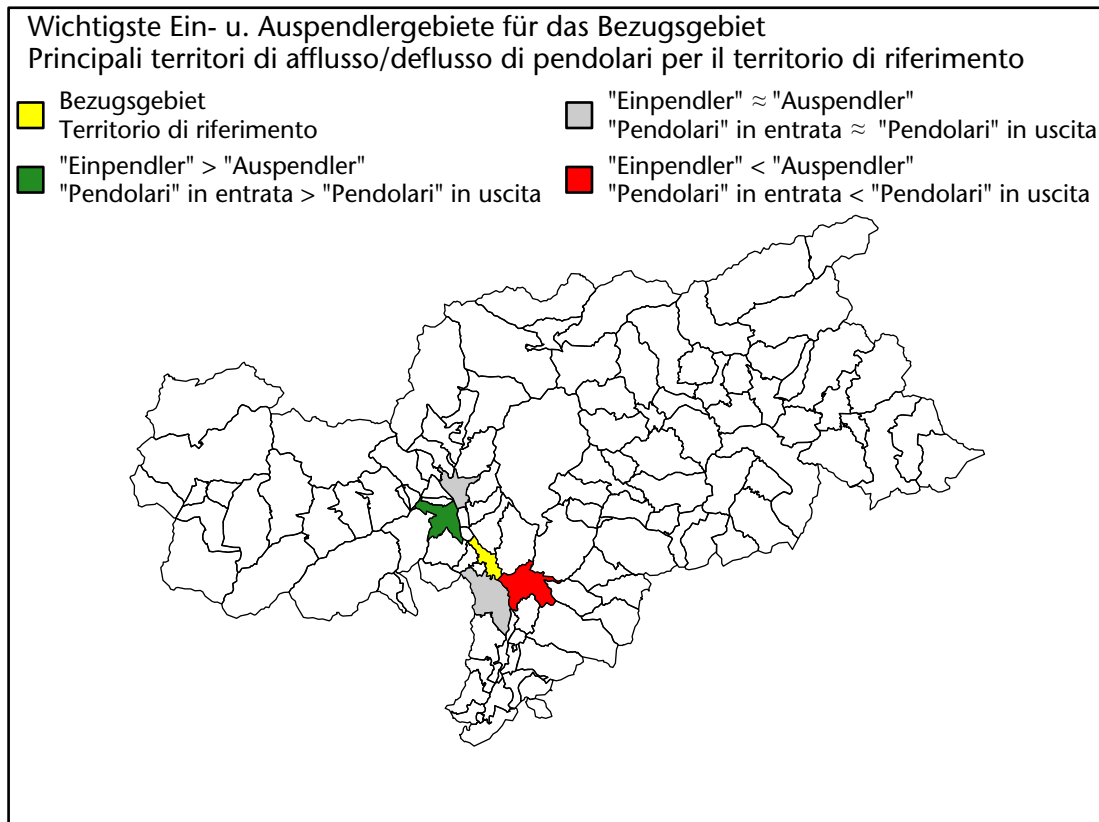 Wichtigste Ein- u. Auspendlergebiete für das Bezugsgebiet
Principali territori di afflusso/deflusso di pendolari per il territorio di riferimento
Bezugsgebiet
Territorio di riferimento
"Einpendler" > "Auspendler"
"Pendolari" in entrata > "Pendolari" in uscita
"Einpendler" ≈ "Auspendler"
"Pendolari" in entrata ≈ "Pendolari" in uscita
"Einpendler" < "Auspendler"
"Pendolari" in entrata < "Pendolari" in uscita